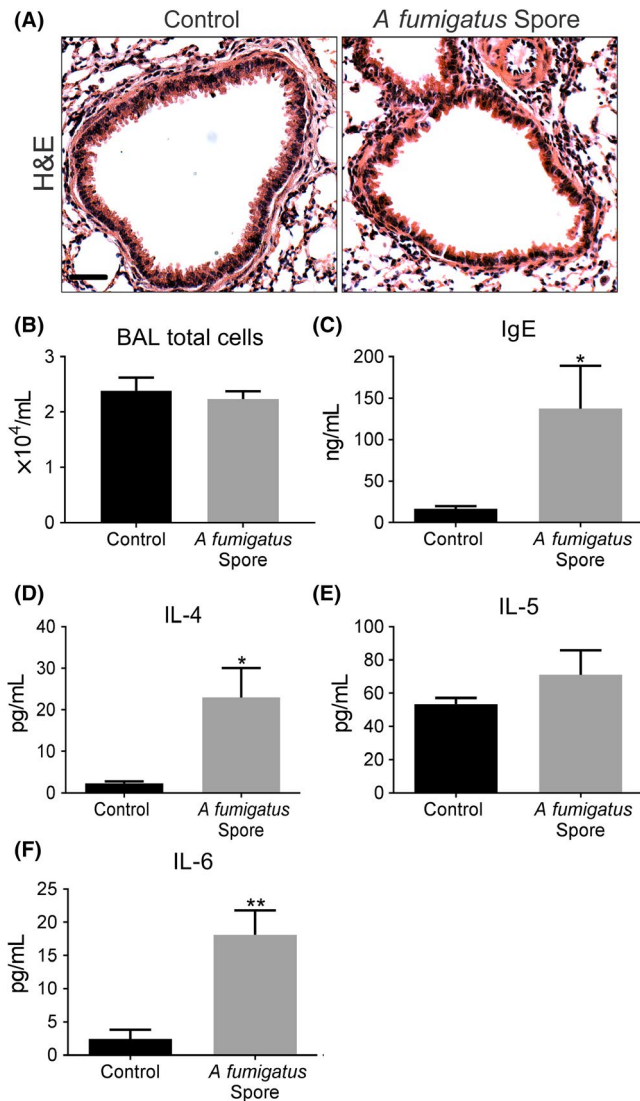 (A)
Control
A fumigatus Spore
H&E
(B)
BAL total cells
×10⁴/mL
3
2
1
0
Control
A fumigatus
Spore
(C)
IgE
ng/mL
200
150
100
50
0
*
Control
A fumigatus
Spore
(D)
IL-4
pg/mL
40
30
20
10
0
*
Control
A fumigatus
Spore
(E)
IL-5
pg/mL
100
80
60
40
20
0
Control
A fumigatus
Spore
(F)
IL-6
pg/mL
25
20
15
10
5
0
**
Control
A fumigatus
Spore